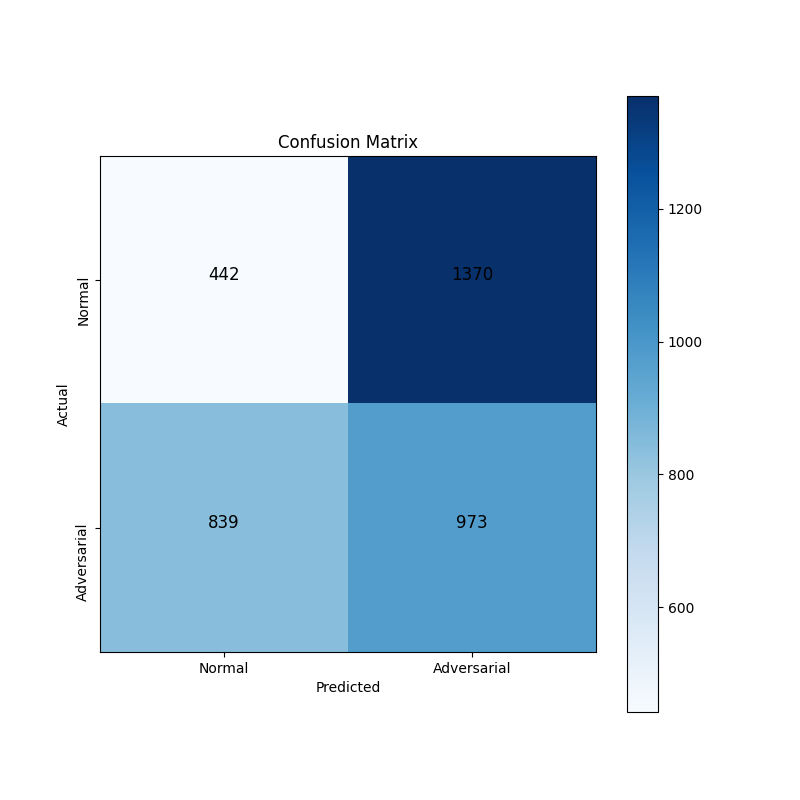 Confusion Matrix
Actual
Normal
442
1370
Adversarial
839
973
Normal
Adversarial
Predicted
1200
1000
800
600